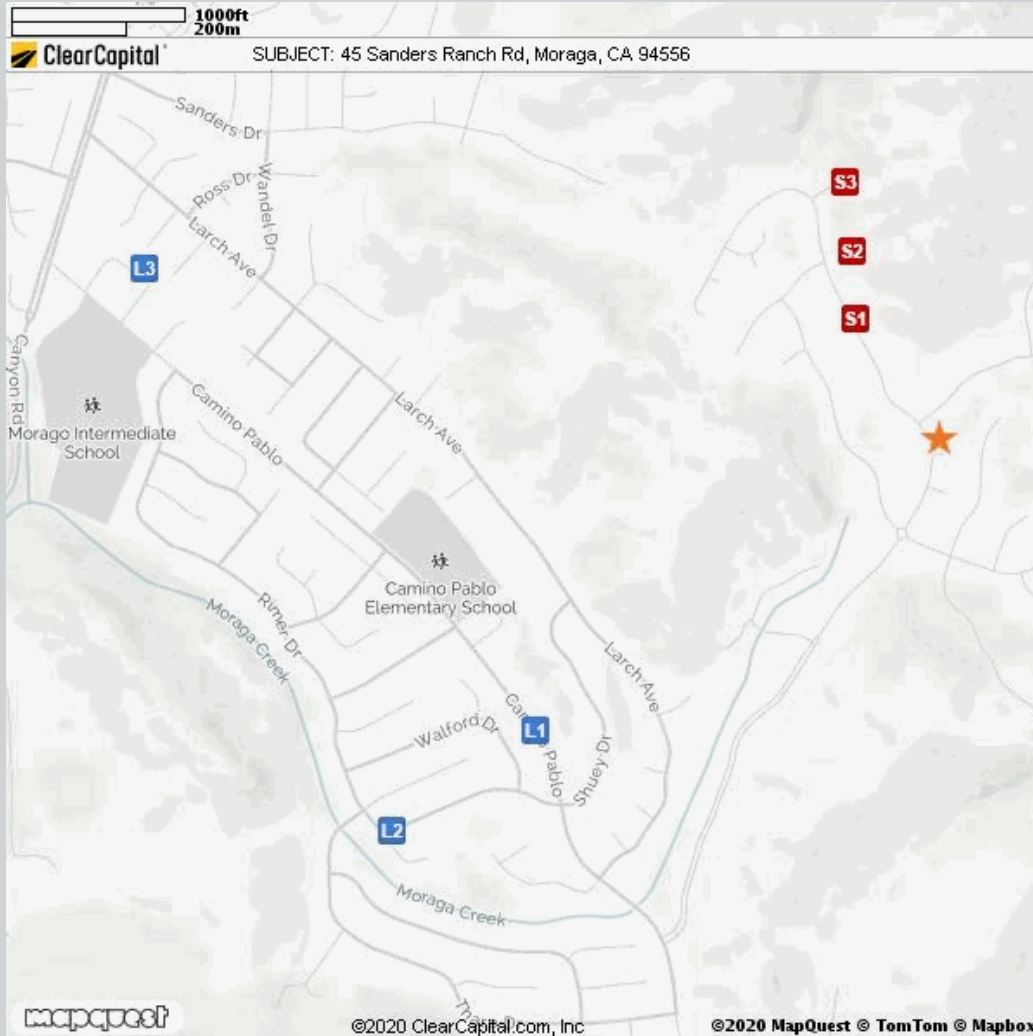 1000ft
200m
ClearCapital
SUBJECT: 45 Sanders Ranch Rd, Moraga, CA 94556
Sanders Dr
Ross Dr
Wandel Dr
Larch Ave
S3
S2
L3
S1
Canyon Rd
Camino Pablo
Larch Ave
Morago Intermediate
School
Camino Pablo
Elementary School
Rimer Dr
Moraga Creek
Larch Ave
Walford Dr
L1
Pablo
Shuey Dr
L2
Moraga Creek
mapquest
©2020 ClearCapital.com, Inc
©2020 MapQuest © TomTom © Mapbox